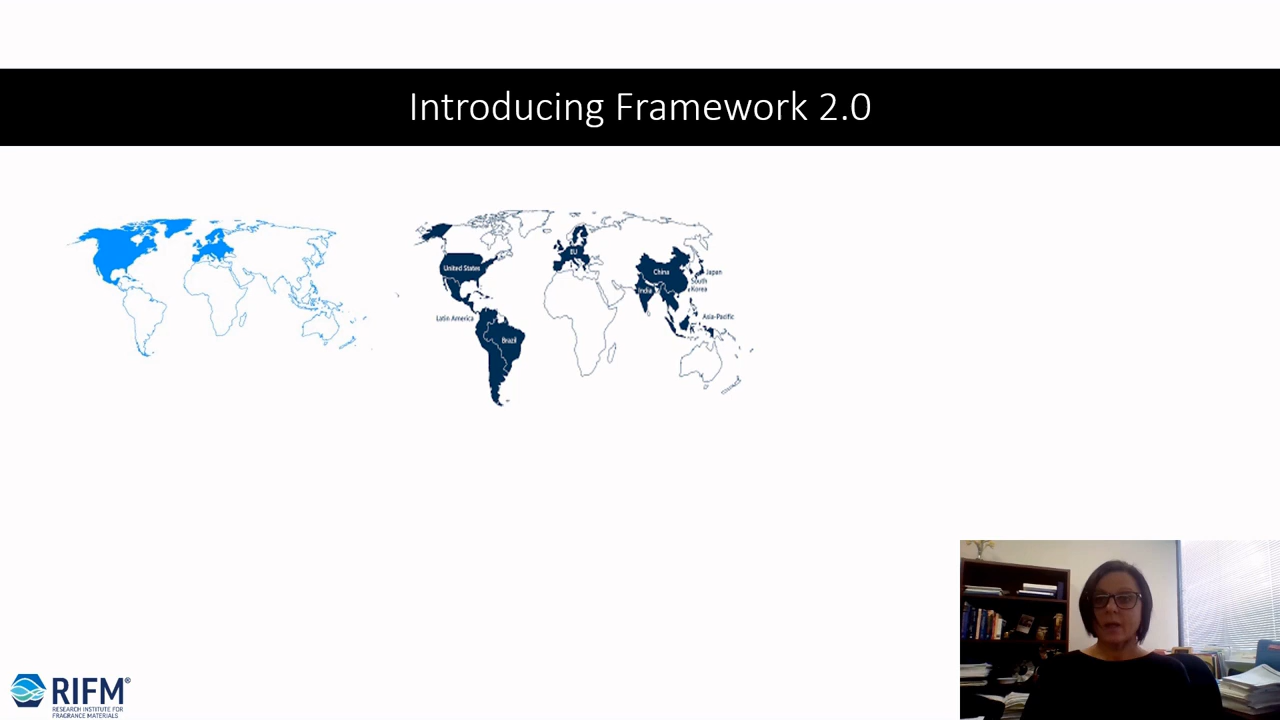 Introducing Framework 2.0
United States
EU
China
Japan
South
Korea
India
Latin America
Asia-Pacific
Brazil
RIFM®
RESEARCH INSTITUTE FOR
FRAGRANCE MATERIALS